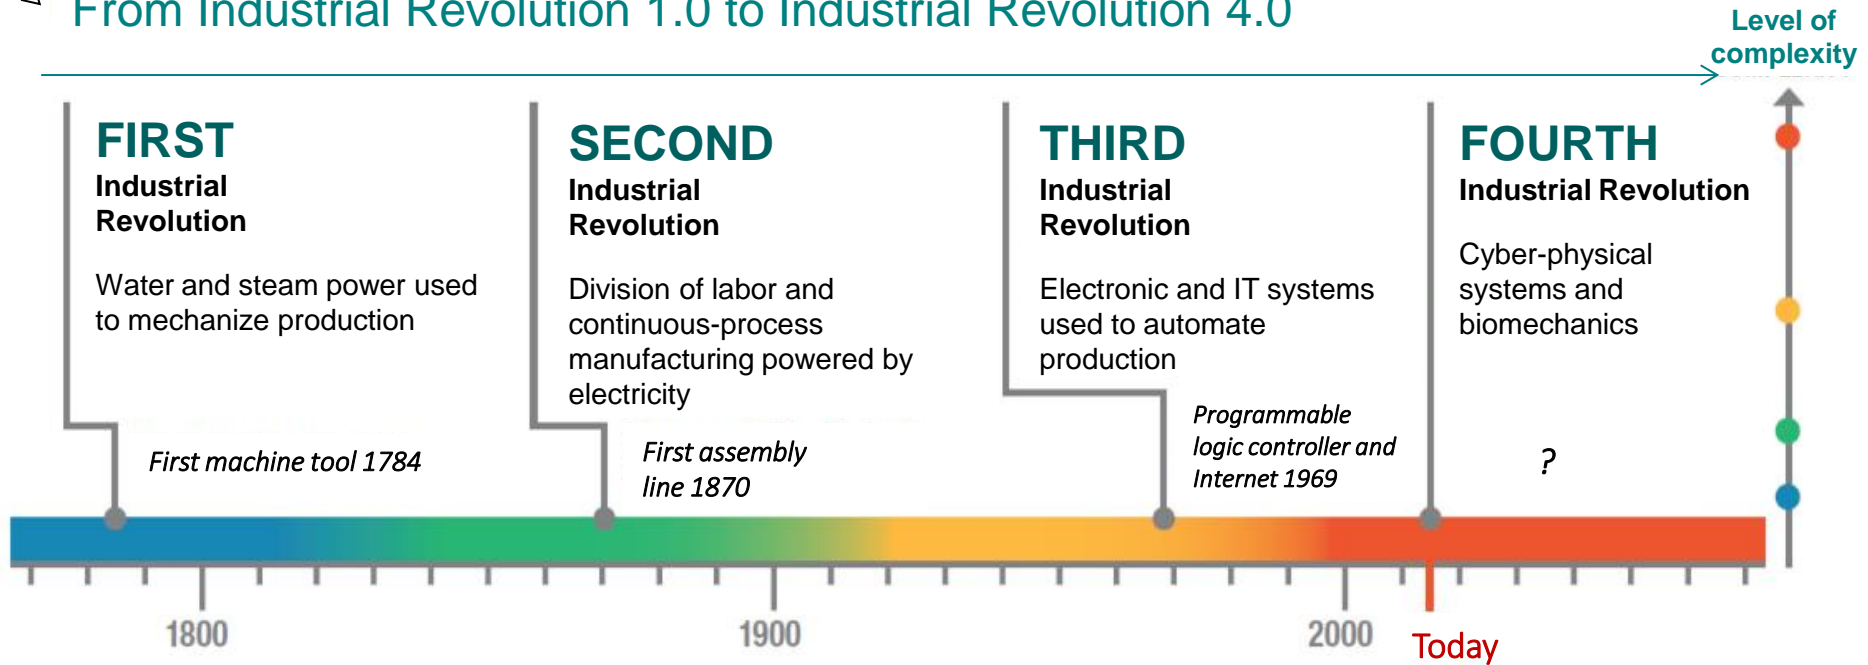 From Industrial Revolution 1.0 to Industrial Revolution 4.0
Level of
complexity
FIRST
Industrial
Revolution
Water and steam power used
to mechanize production
First machine tool 1784
SECOND
Industrial
Revolution
Division of labor and
continuous-process
manufacturing powered by
electricity
First assembly
line 1870
THIRD
Industrial
Revolution
Electronic and IT systems
used to automate
production
Programmable
logic controller and
Internet 1969
FOURTH
Industrial Revolution
Cyber-physical
systems and
biomechanics
?
1800
1900
2000
Today